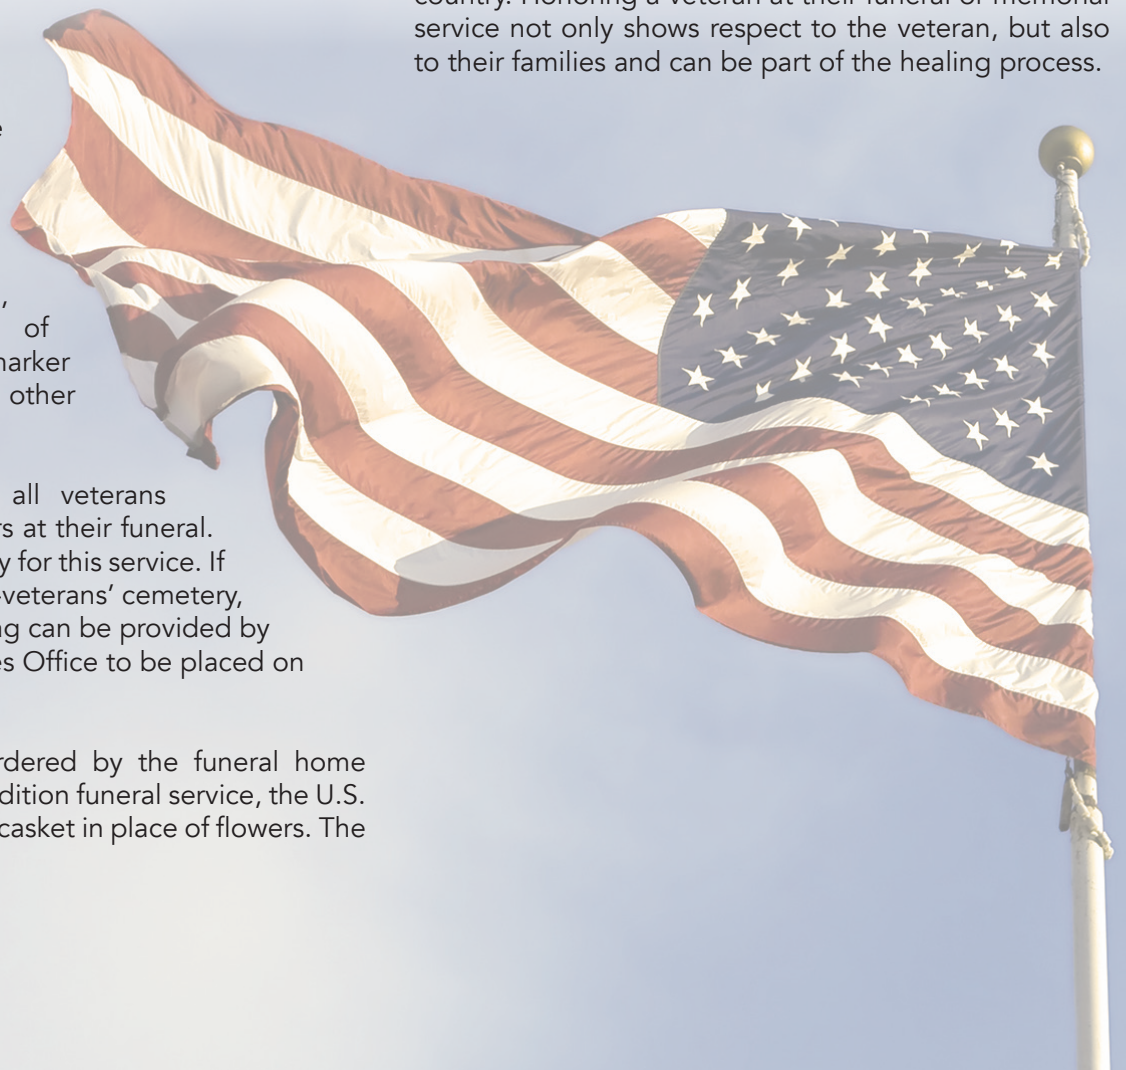 of
marker
other
all veterans
at their funeral.
for this service. If
veterans’ cemetery,
can be provided by
Office to be placed on
by the funeral home
funeral service, the U.S.
casket in place of flowers. The
country. Honoring a veteran at their funeral or memorial
service not only shows respect to the veteran, but also
to their families and can be part of the healing process.